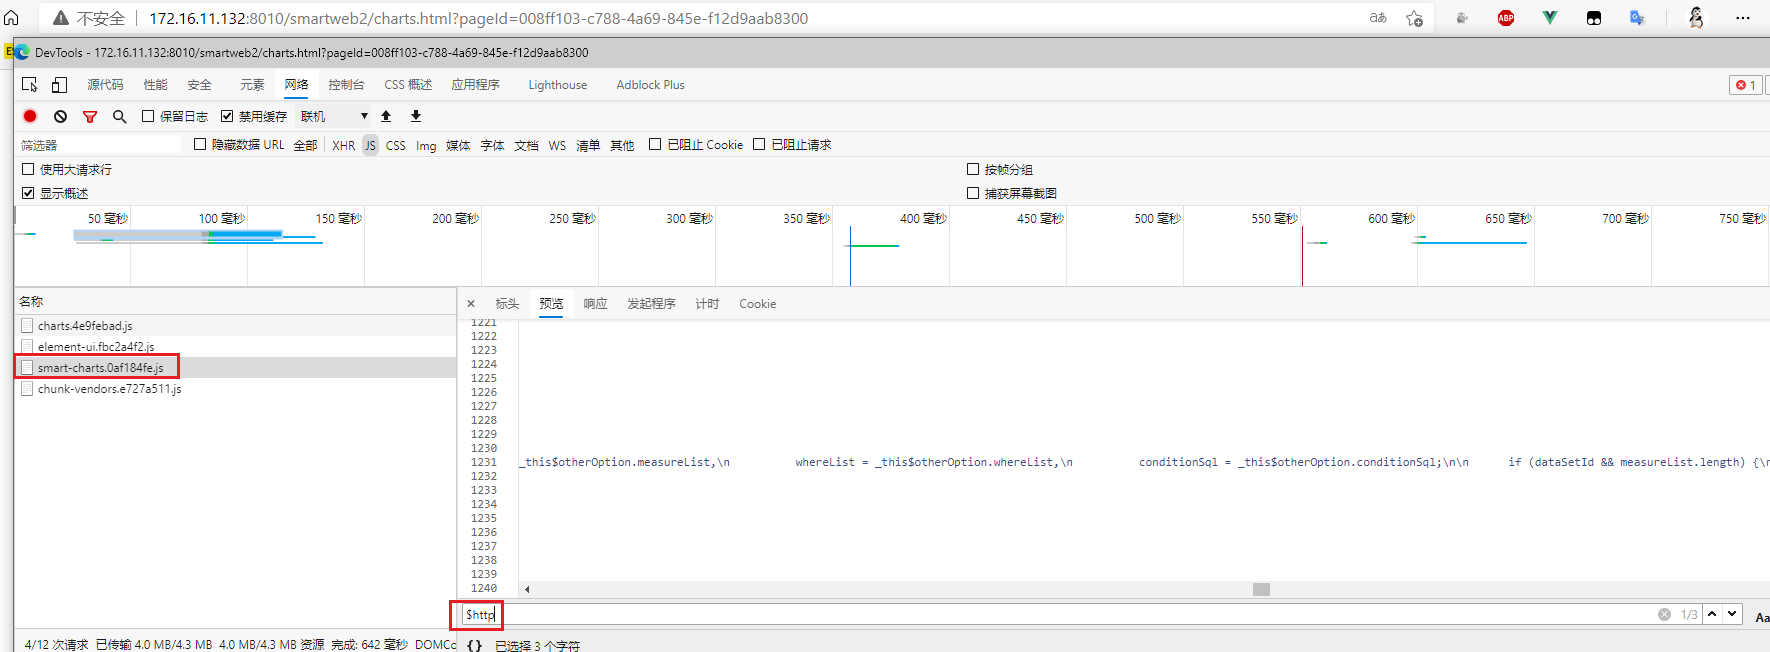 不安全 172.16.11.132:8010/smartweb2/charts.html?pageId=008ff103-c788-4a69-845e-f12d9aab8300 aあ ABP
DevTools - 172.16.11.132:8010/smartweb2/charts.html?pageId=008ff103-c788-4a69-845e-f12d9aab8300
源代码 性能 安全 元素 网络 控制台 CSS 概述 应用程序 Lighthouse Adblock Plus 1
保留日志 禁用缓存 联机
筛选器 隐藏数据 URL 全部 XHR JS CSS Img 媒体 字体 文档 WS 清单 其他 已阻止 Cookie 已阻止请求
使用大请求行 按帧分组
显示概述 捕获屏幕截图
50 毫秒 100 毫秒 150 毫秒 200 毫秒 250 毫秒 300 毫秒 350 毫秒 400 毫秒 450 毫秒 500 毫秒 550 毫秒 600 毫秒 650 毫秒 700 毫秒 750 毫秒
名称
charts.4e9febad.js
element-ui.fbc2a4f2.js
smart-charts.0af184fe.js
chunk-vendors.e727a511.js
标头 预览 响应 发起程序 计时 Cookie
1221
1222
1223
1224
1225
1226
1227
1228
1229
1230
1231 _this$otherOption.measureList,\n whereList = _this$otherOption.whereList,\n conditionSql = _this$otherOption.conditionSql;\n\n if (dataSetId && measureList.length) {\n
1232
1233
1234
1235
1236
1237
1238
1239
1240
$http 1/3 Aa
4/12 次请求 已传输 4.0 MB/4.3 MB 4.0 MB/4.3 MB 资源 完成: 642 毫秒 DOMCo
{} 已选择 3 个字符